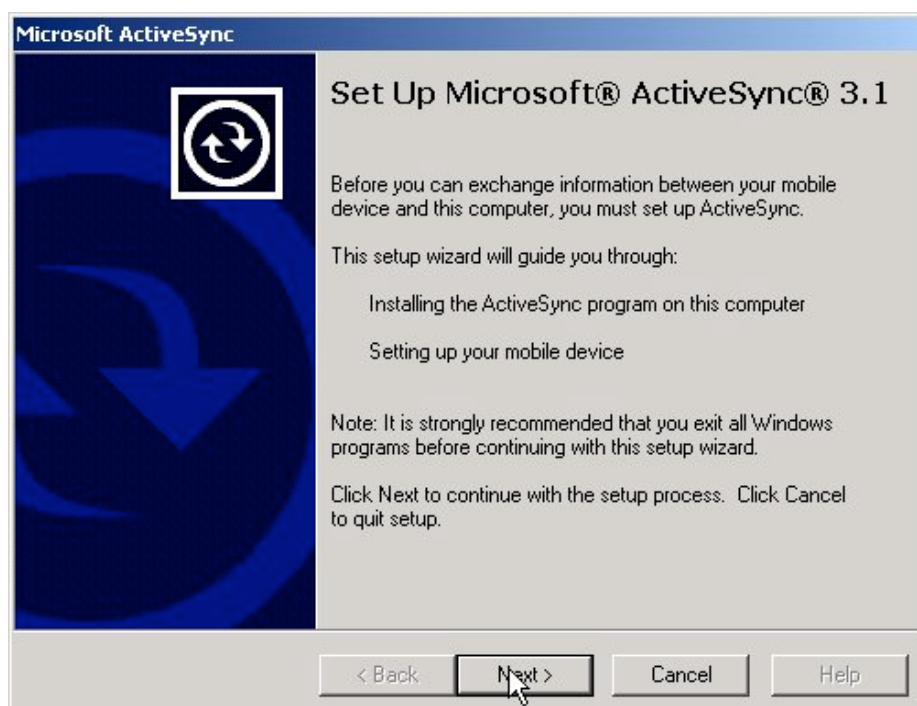 Microsoft ActiveSync
Set Up Microsoft® ActiveSync® 3.1
Before you can exchange information between your mobile
device and this computer, you must set up ActiveSync.
This setup wizard will guide you through:
Installing the ActiveSync program on this computer
Setting up your mobile device
Note: It is strongly recommended that you exit all Windows
programs before continuing with this setup wizard.
Click Next to continue with the setup process.  Click Cancel
to quit setup.
< Back Next > Cancel Help